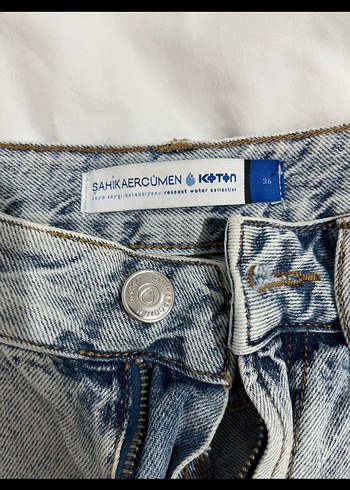 ŞAHİKAERCÜMEN KOTON
suya saygı koleksiyonu respect water collection
36